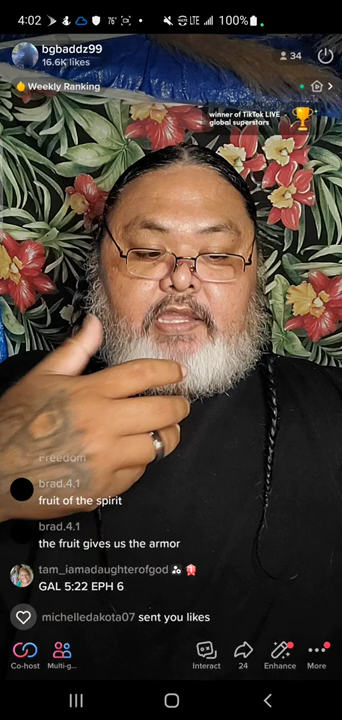 4:02
76°
LTE
100%
bgbaddz99
16.6K likes
34
Weekly Ranking
winner of TikTok LIVE
global superstars
Freedom
brad.4.1
fruit of the spirit
brad.4.1
the fruit gives us the armor
tam_iamadaughterofgod
GAL 5:22 EPH 6
michelledakota07 sent you likes
Co-host
Multi-g...
Interact
24
Enhance
More